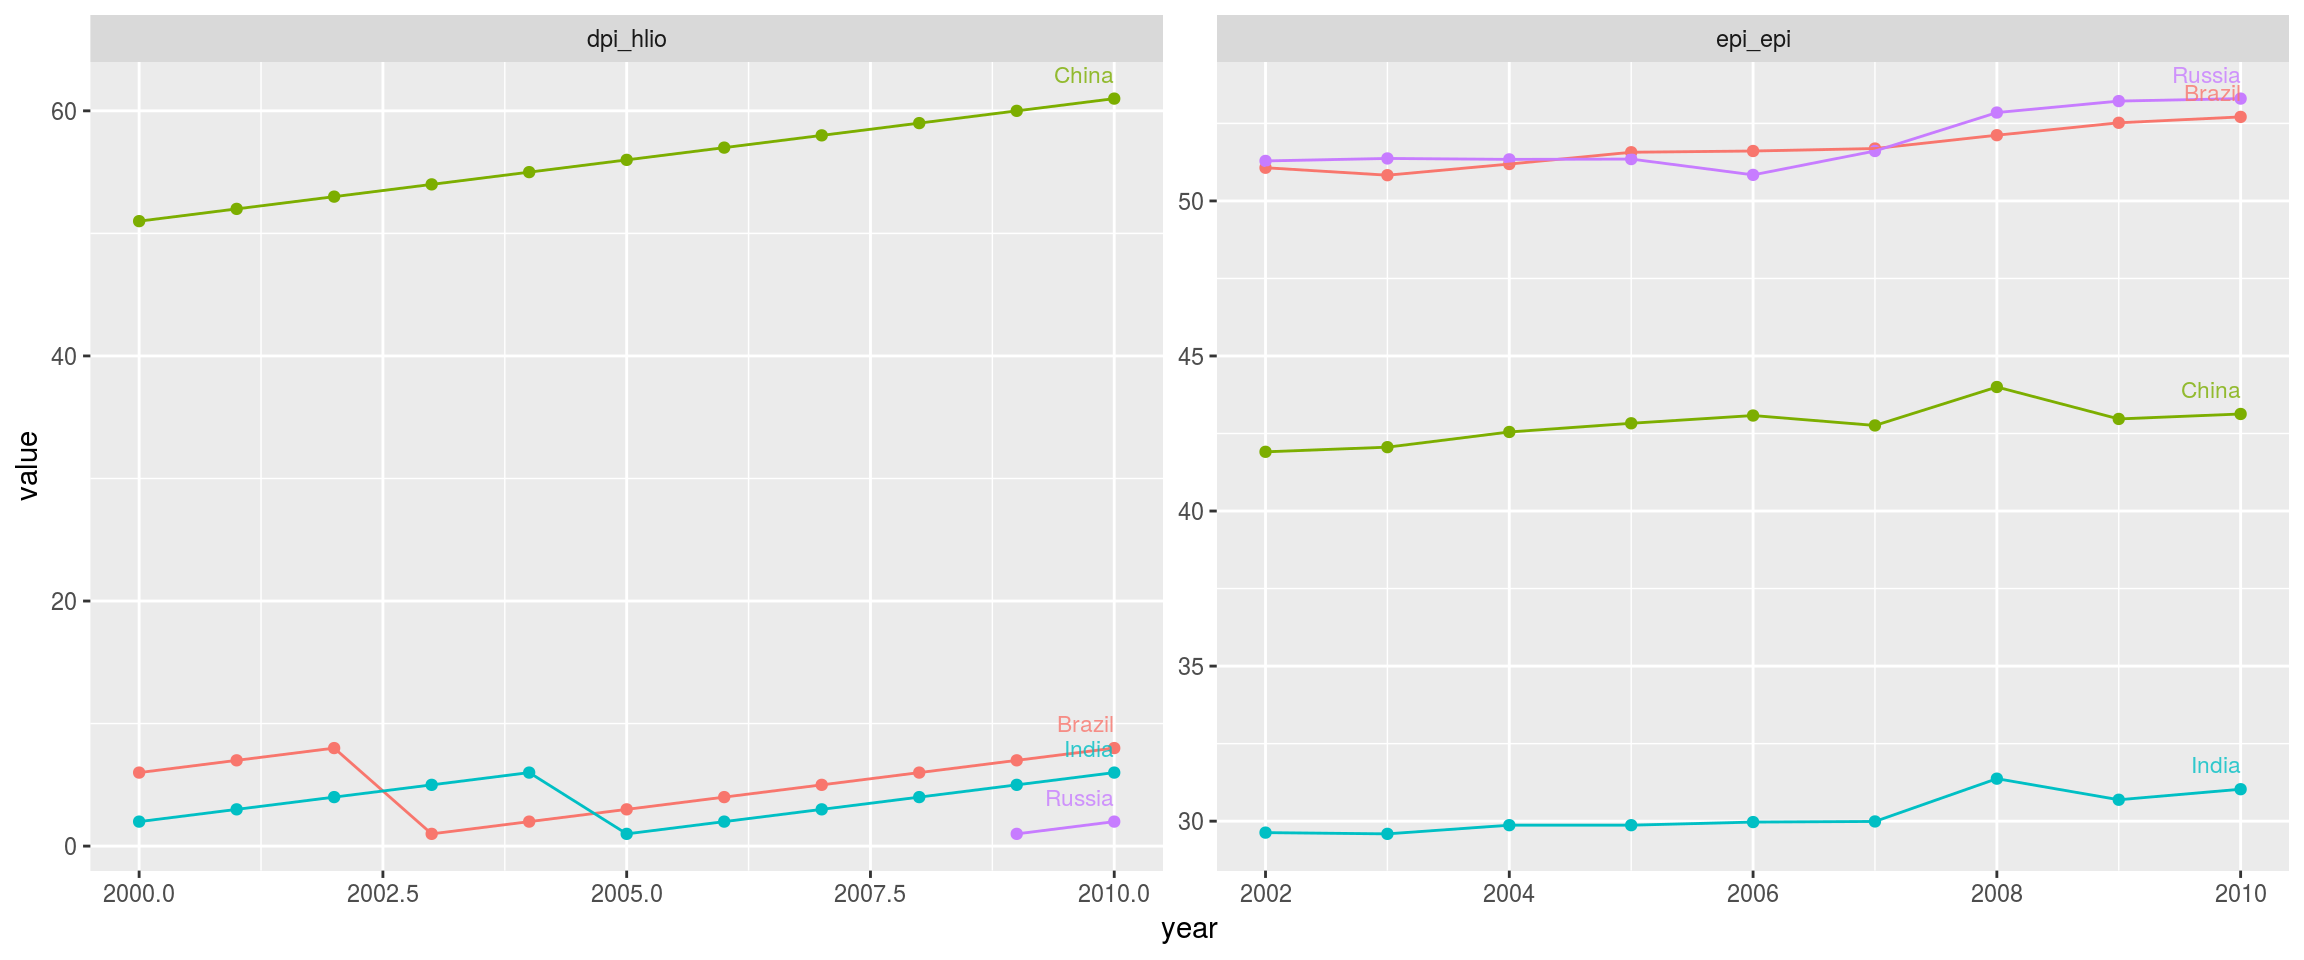 dpi_hlio
epi_epi
value
60
40
20
0
China
Brazil
India
Russia
2000.0 2002.5 2005.0 2007.5 2010.0
50
45
40
35
30
Russia
Brazil
China
India
2002 2004 2006 2008 2010
year